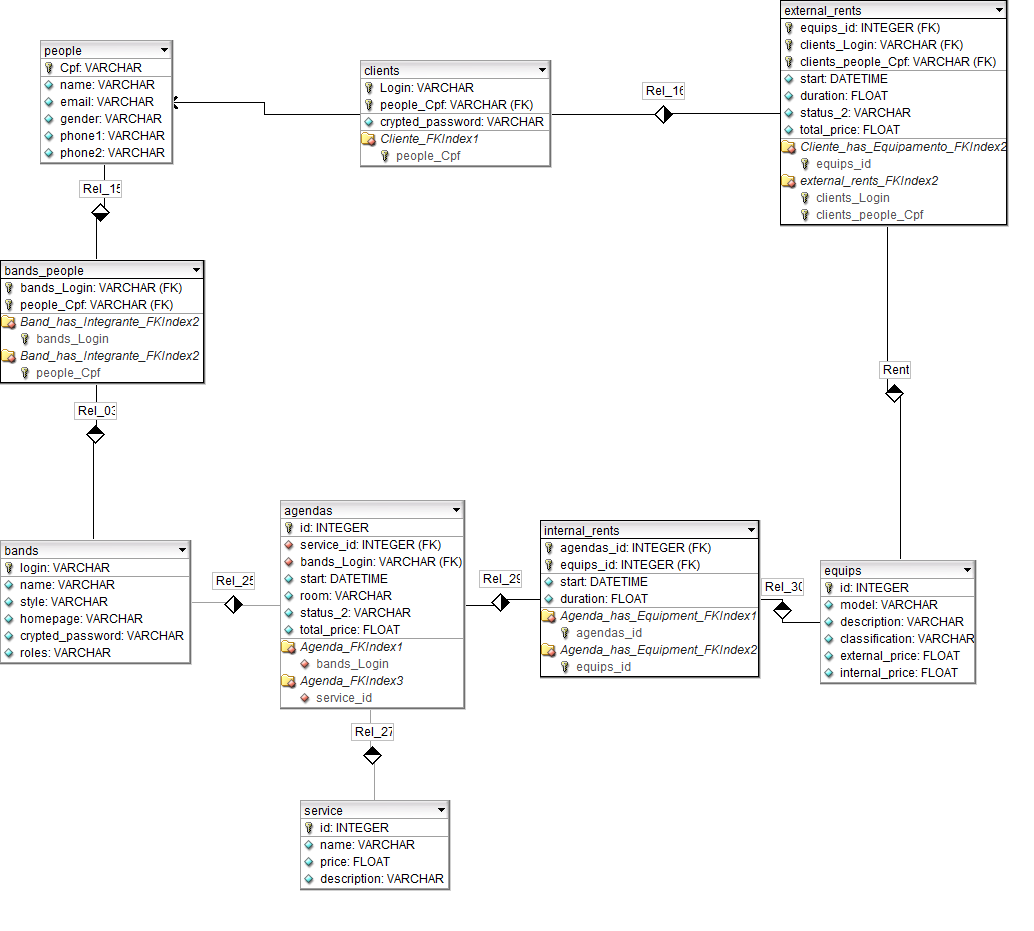 people
Cpf: VARCHAR
name: VARCHAR
email: VARCHAR
gender: VARCHAR
phone1: VARCHAR
phone2: VARCHAR
clients
Login: VARCHAR
people_Cpf: VARCHAR (FK)
crypted_password: VARCHAR
Cliente_FKIndex1
people_Cpf
Rel_16
external_rents
equips_id: INTEGER (FK)
clients_Login: VARCHAR (FK)
clients_people_Cpf: VARCHAR (FK)
start: DATETIME
duration: FLOAT
status_2: VARCHAR
total_price: FLOAT
Cliente_has_Equipamento_FKIndex2
equips_id
external_rents_FKIndex2
clients_Login
clients_people_Cpf
Rel_15
bands_people
bands_Login: VARCHAR (FK)
people_Cpf: VARCHAR (FK)
Band_has_Integrante_FKIndex2
bands_Login
Band_has_Integrante_FKIndex2
people_Cpf
Rent
Rel_03
bands
login: VARCHAR
name: VARCHAR
style: VARCHAR
homepage: VARCHAR
crypted_password: VARCHAR
roles: VARCHAR
Rel_25
agendas
id: INTEGER
service_id: INTEGER (FK)
bands_Login: VARCHAR (FK)
start: DATETIME
room: VARCHAR
status_2: VARCHAR
total_price: FLOAT
Agenda_FKIndex1
bands_Login
Agenda_FKIndex3
service_id
Rel_29
internal_rents
agendas_id: INTEGER (FK)
equips_id: INTEGER (FK)
start: DATETIME
duration: FLOAT
Agenda_has_Equipment_FKIndex1
agendas_id
Agenda_has_Equipment_FKIndex2
equips_id
Rel_30
equips
id: INTEGER
model: VARCHAR
description: VARCHAR
classification: VARCHAR
external_price: FLOAT
internal_price: FLOAT
Rel_27
service
id: INTEGER
name: VARCHAR
price: FLOAT
description: VARCHAR